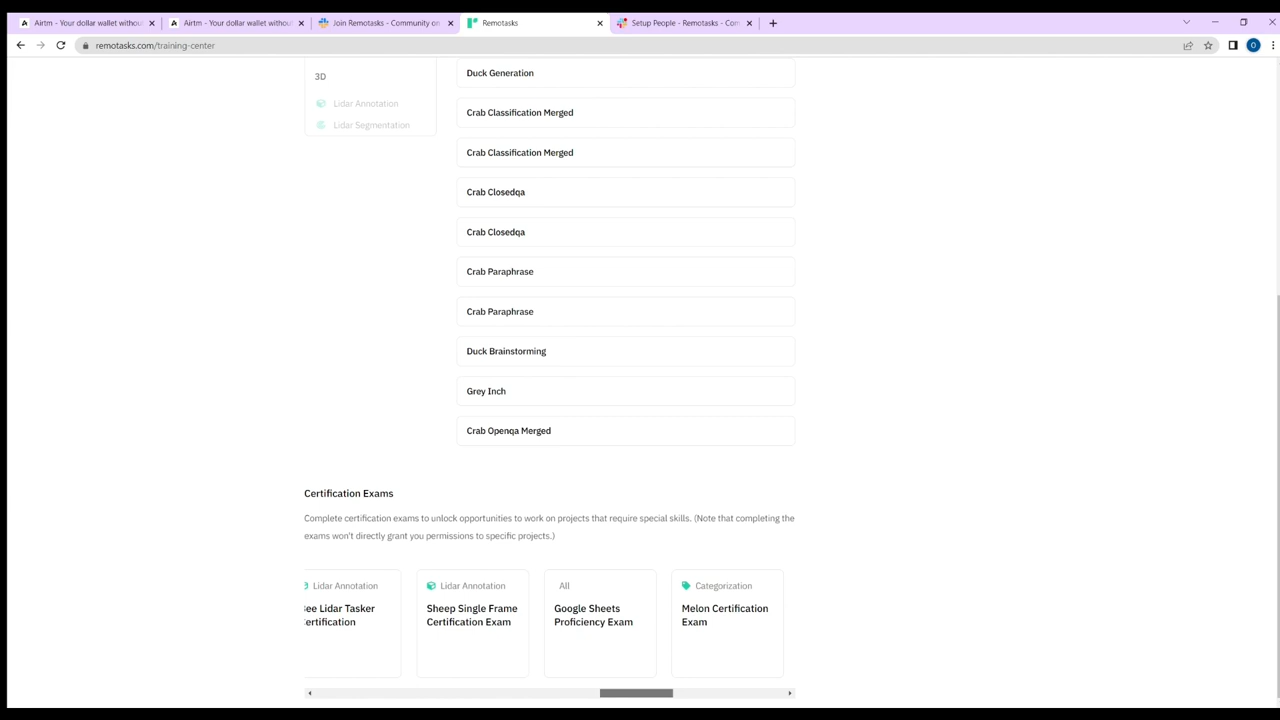 Airtm - Your dollar wallet without
Airtm - Your dollar wallet without
Join Remotasks - Community on
Remotasks
Setup People - Remotasks - Com
remotasks.com/training-center
O
3D
Lidar Annotation
Lidar Segmentation
Duck Generation
Crab Classification Merged
Crab Classification Merged
Crab Closedqa
Crab Closedqa
Crab Paraphrase
Crab Paraphrase
Duck Brainstorming
Grey Inch
Crab Openqa Merged
Certification Exams
Complete certification exams to unlock opportunities to work on projects that require special skills. (Note that completing the
exams won't directly grant you permissions to specific projects.)
Lidar Annotation
ee Lidar Tasker
ertification
Lidar Annotation
Sheep Single Frame
Certification Exam
All
Google Sheets
Proficiency Exam
Categorization
Melon Certification
Exam